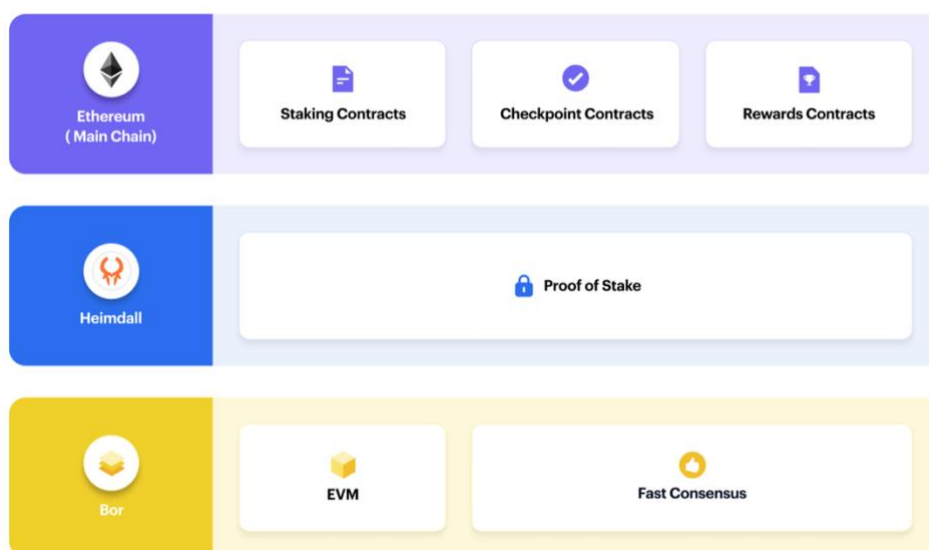 Ethereum
( Main Chain)
Staking Contracts
Checkpoint Contracts
Rewards Contracts
Heimdall
Proof of Stake
Bor
EVM
Fast Consensus